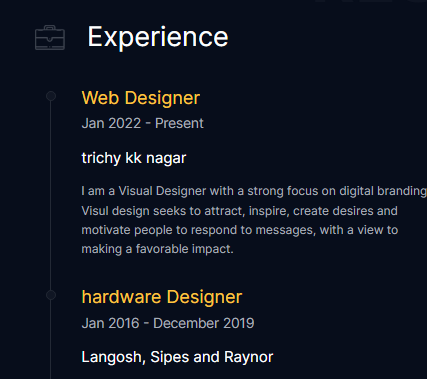 Experience
Web Designer
Jan 2022 - Present
trichy kk nagar
I am a Visual Designer with a strong focus on digital branding
Visul design seeks to attract, inspire, create desires and
motivate people to respond to messages, with a view to
making a favorable impact.
hardware Designer
Jan 2016 - December 2019
Langosh, Sipes and Raynor